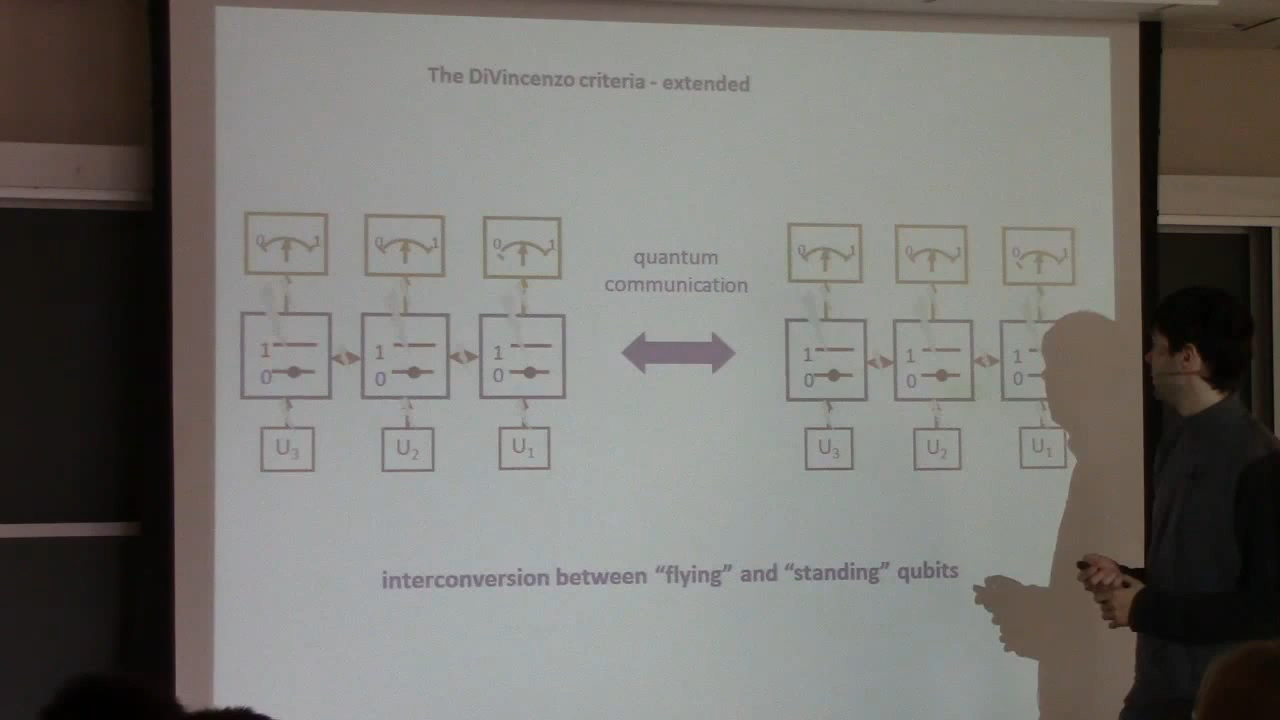 The DiVincenzo criteria - extended
0 1 0 1 0 1 0 1 0 1 0 1
quantum
communication
1 1 1 1 1 1
0 0 0 0 0 0
U3 U2 U1 U3 U2 U1
interconversion between “flying” and “standing” qubits